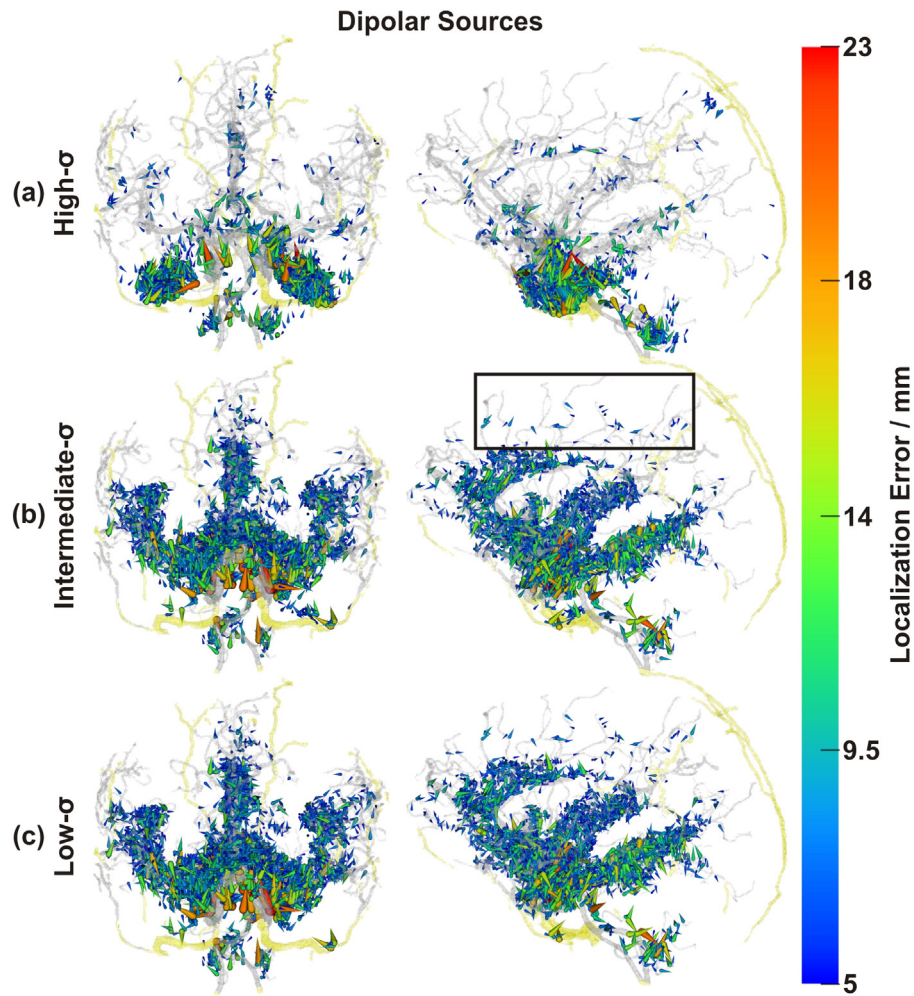 Dipolar Sources
(a)
High-σ
(b)
Intermediate-σ
(c)
Low-σ
23
18
14
9.5
5
Localization Error / mm